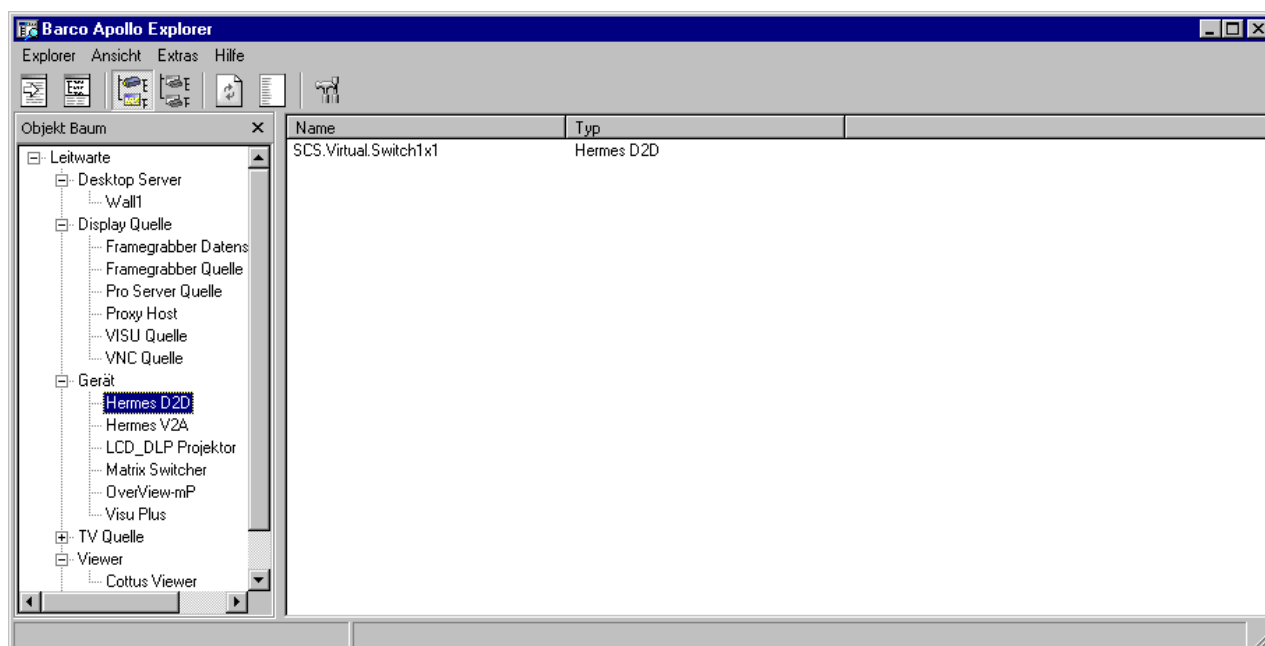 Barco Apollo Explorer
Explorer Ansicht Extras Hilfe
Objekt Baum
Name Typ
SCS.Virtual.Switch1x1 Hermes D2D
Leitwarte
Desktop Server
Wall1
Display Quelle
Framegrabber Datens
Framegrabber Quelle
Pro Server Quelle
Proxy Host
VISU Quelle
VNC Quelle
Gerät
Hermes D2D
Hermes V2A
LCD_DLP Projektor
Matrix Switcher
OverView-mP
Visu Plus
TV Quelle
Viewer
Cottus Viewer